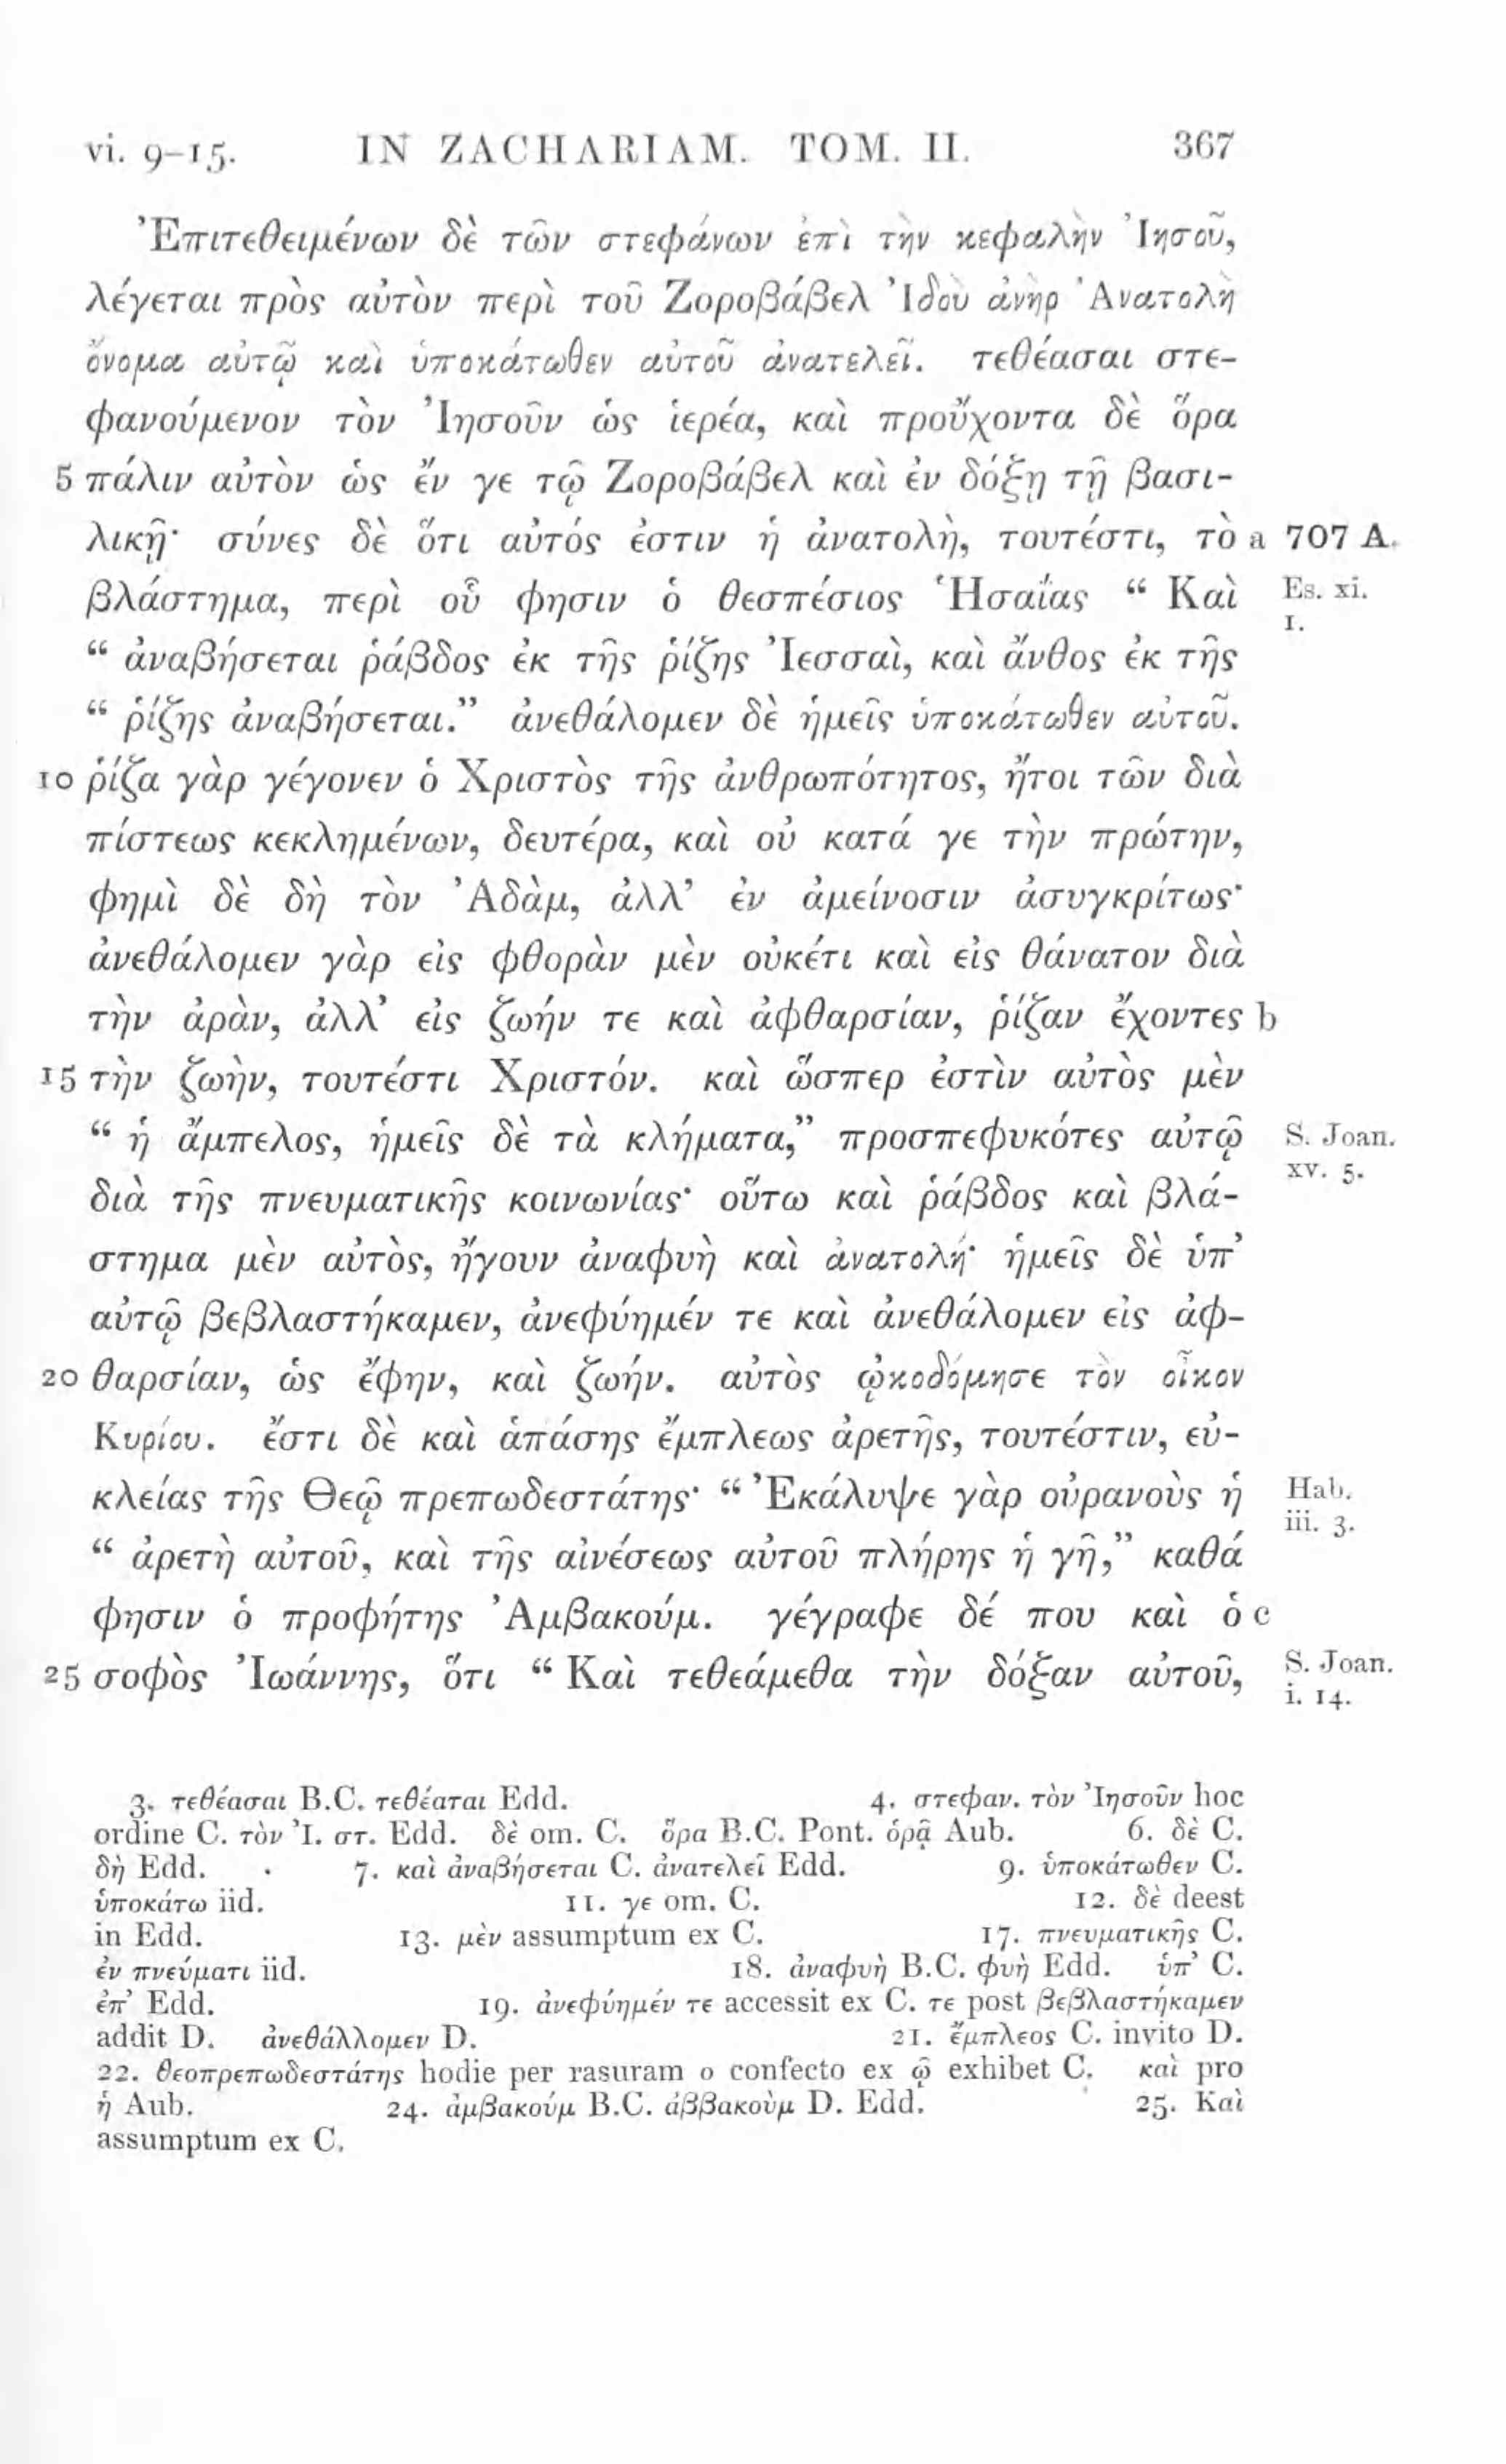 vi. 9–15. IN ZACHARIAM. TOM. II. 367
Ἐπιτεθειμένων δὲ τῶν στεφάνων ἐπὶ τὴν κεφαλὴν Ἰησοῦ,
λέγεται πρὸς αὐτὸν περὶ τοῦ Ζοροβάβελ Ἰδοὺ ἀνὴρ Ἀνατολὴ
ὄνομα αὐτῷ καὶ ὑποκάτωθεν αὐτοῦ ἀνατελεῖ. τεθέασαι στε-
φανούμενον τὸν Ἰησοῦν ὡς ἱερέα, καὶ προὔχοντα δὲ ὅρα
5 πάλιν αὐτὸν ὡς ἔν γε τῷ Ζοροβάβελ καὶ ἐν δόξῃ τῇ βασι-
λικῇ· σύνες δὲ ὅτι αὐτός ἐστιν ἡ ἀνατολὴ, τουτέστι, τὸ a 707 A.
βλάστημα, περὶ οὗ φησιν ὁ θεσπέσιος Ἡσαΐας “ Καὶ Es. xi.
1.
“ ἀναβήσεται ῥάβδος ἐκ τῆς ῥίζης Ἰεσσαὶ, καὶ ἄνθος ἐκ τῆς
“ ῥίζης ἀναβήσεται.” ἀνεθάλομεν δὲ ἡμεῖς ὑποκάτωθεν αὐτοῦ.
10 ῥίζα γὰρ γέγονεν ὁ Χριστὸς τῆς ἀνθρωπότητος, ἤτοι τῶν διὰ
πίστεως κεκλημένων, δευτέρα, καὶ οὐ κατά γε τὴν πρώτην,
φημὶ δὲ δὴ τὸν Ἀδὰμ, ἀλλ’ ἐν ἀμείνοσιν ἀσυγκρίτως·
ἀνεθάλομεν γὰρ εἰς φθορὰν μὲν οὐκέτι καὶ εἰς θάνατον διὰ
τὴν ἀρὰν, ἀλλ’ εἰς ζωήν τε καὶ ἀφθαρσίαν, ῥίζαν ἔχοντες b
15 τὴν ζωὴν, τουτέστι Χριστόν. καὶ ὥσπερ ἐστὶν αὐτὸς μὲν
“ ἡ ἄμπελος, ἡμεῖς δὲ τὰ κλήματα,” προσπεφυκότες αὐτῷ S. Joan.
xv. 5.
διὰ τῆς πνευματικῆς κοινωνίας· οὕτω καὶ ῥάβδος καὶ βλά-
στημα μὲν αὐτὸς, ἤγουν ἀναφυὴ καὶ ἀνατολή· ἡμεῖς δὲ ὑπ’
αὐτῷ βεβλαστήκαμεν, ἀνεφύημέν τε καὶ ἀνεθάλομεν εἰς ἀφ-
20 θαρσίαν, ὡς ἔφην, καὶ ζωήν. αὐτὸς ᾠκοδόμησε τὸν οἶκον
Κυρίου. ἔστι δὲ καὶ ἁπάσης ἔμπλεως ἀρετῆς, τουτέστιν, εὐ-
κλείας τῆς Θεῷ πρεπωδεστάτης· “ Ἐκάλυψε γὰρ οὐρανοὺς ἡ Hab.
iii. 3.
“ ἀρετὴ αὐτοῦ, καὶ τῆς αἰνέσεως αὐτοῦ πλήρης ἡ γῆ,” καθά
φησιν ὁ προφήτης Ἀμβακούμ. γέγραφε δέ που καὶ ὁ c
25 σοφὸς Ἰωάννης, ὅτι “ Καὶ τεθεάμεθα τὴν δόξαν αὐτοῦ, S. Joan.
i. 14.
3. τεθέασαι B.C. τεθέαται Edd. 4. στεφαν. τὸν Ἰησοῦν hoc
ordine C. τὸν Ἰ. στ. Edd. δὲ om. C. ὅρα B.C. Pont. ὁρᾷ Aub. 6. δὲ C.
δὴ Edd. 7. καὶ ἀναβήσεται C. ἀνατελεῖ Edd. 9. ὑποκάτωθεν C.
ὑποκάτω iid. 11. γε om. C. 12. δὲ deest
in Edd. 13. μὲν assumptum ex C. 17. πνευματικῆς C.
ἐν πνεύματι iid. 18. ἀναφυὴ B.C. φυὴ Edd. ὑπ’ C.
ἐπ’ Edd. 19. ἀνεφύημέν τε accessit ex C. τε post βεβλαστήκαμεν
addit D. ἀνεθάλλομεν D. 21. ἔμπλεος C. invito D.
22. θεοπρεπωδεστάτης hodie per rasuram ο confecto ex ῷ exhibet C. καὶ pro
ἡ Aub. 24. ἀμβακούμ B.C. ἀββακοὺμ D. Edd. 25. Καὶ
assumptum ex C.